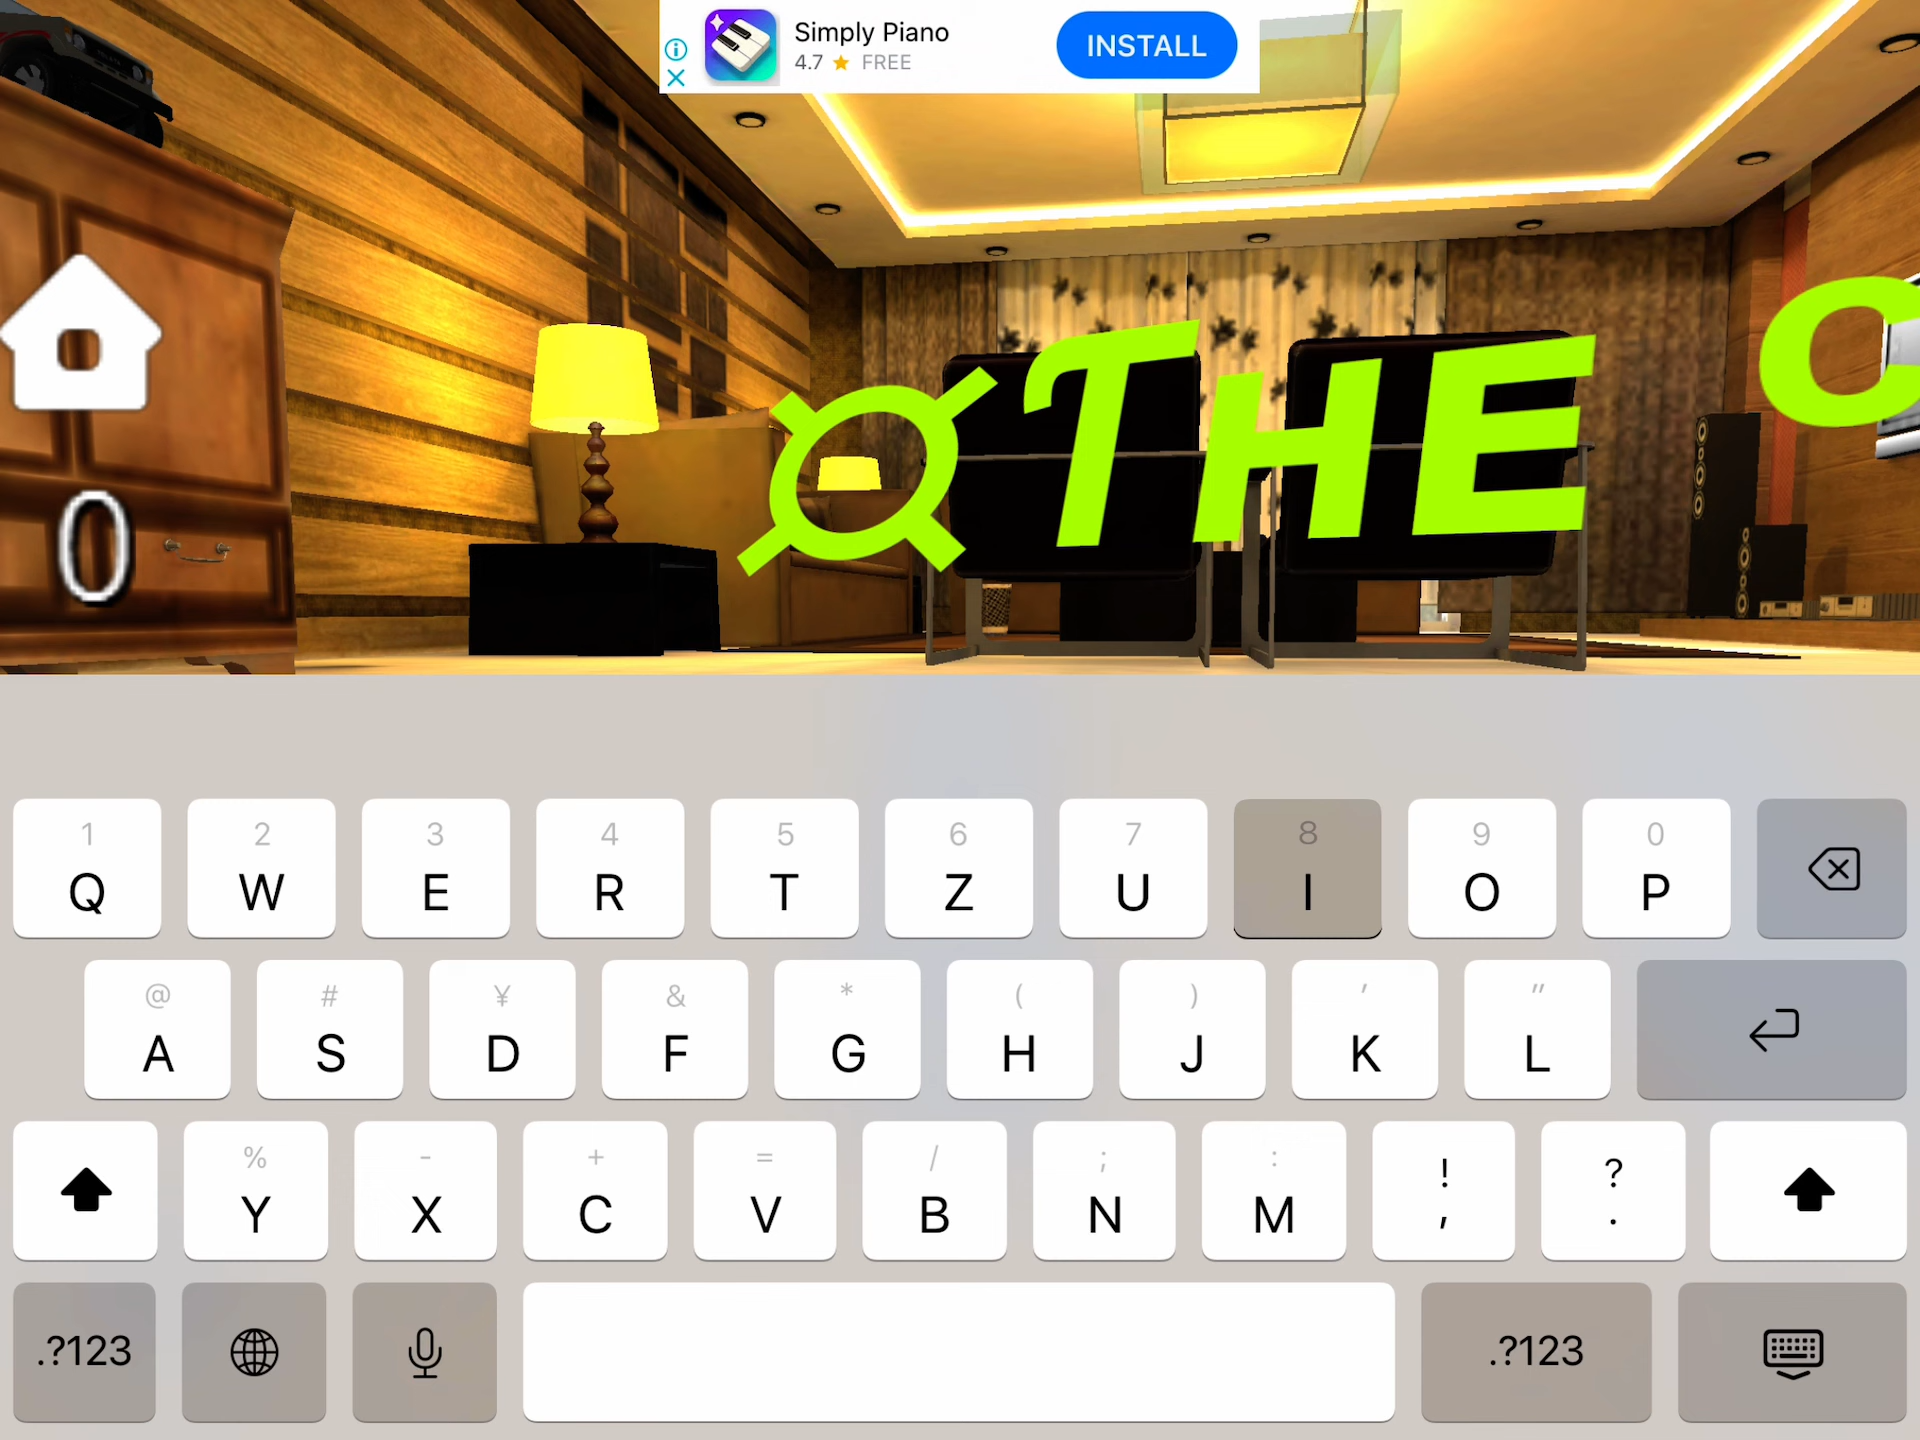 Simply Piano
4.7 ★ FREE
INSTALL
¤THE C
0
1 2 3 4 5 6 7 8 9 0
Q W E R T Z U I O P
@ # ¥ & * ( ) ′ ″
A S D F G H J K L
% - + = / ; : ! ?
Y X C V B N M , .
.?123 .?123